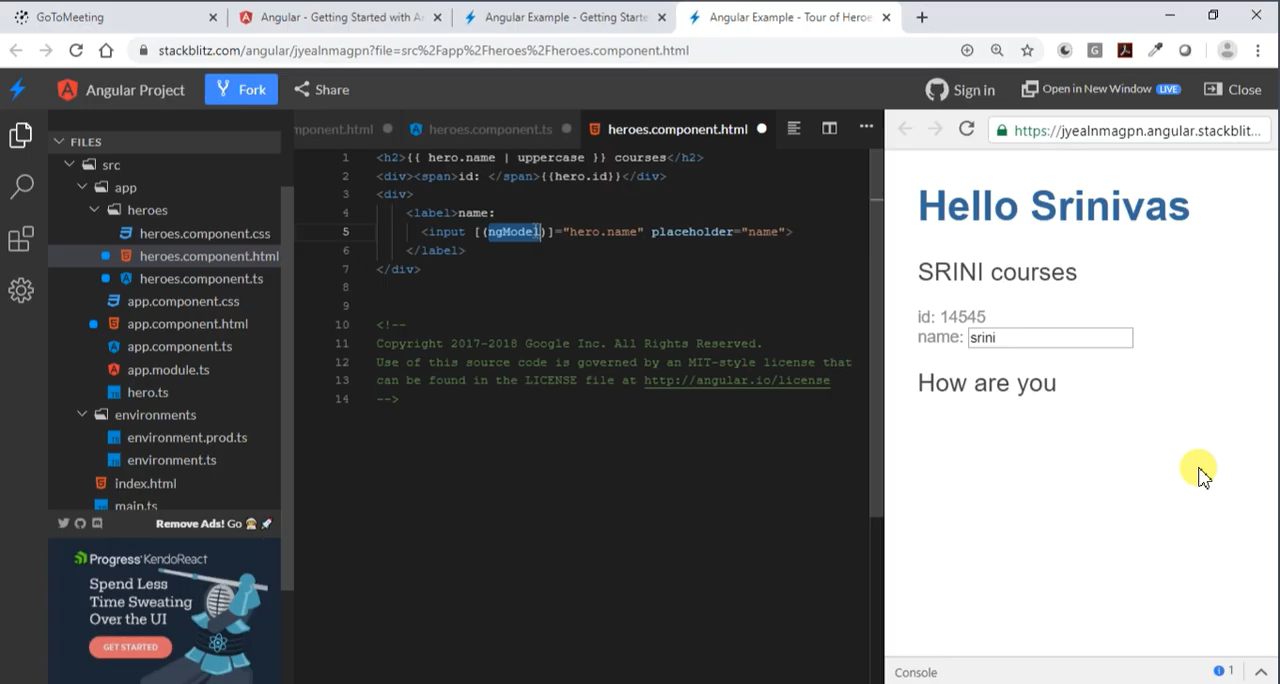 GoToMeeting
Angular - Getting Started with A
Angular Example - Getting Starte
Angular Example - Tour of Heroe
stackblitz.com/angular/jyealnmagpn?file=src%2Fapp%2Fheroes%2Fheroes.component.html
Angular Project
Fork
Share
Sign in
Open in New Window LIVE
Close
FILES
src
app
heroes
heroes.component.css
heroes.component.html
heroes.component.ts
app.component.css
app.component.html
app.component.ts
app.module.ts
hero.ts
environments
environment.prod.ts
environment.ts
index.html
main.ts
Remove Ads! Go
Progress KendoReact
Spend Less
Time Sweating
Over the UI
GET STARTED
mponent.html
heroes.component.ts
heroes.component.html
1 <h2>{{ hero.name | uppercase }} courses</h2>
2 <div><span>id: </span>{{hero.id}}</div>
3 <div>
4 <label>name:
5 <input [(ngModel)]="hero.name" placeholder="name">
6 </label>
7 </div>
8
9
10 <!--
11 Copyright 2017-2018 Google Inc. All Rights Reserved.
12 Use of this source code is governed by an MIT-style license that
13 can be found in the LICENSE file at http://angular.io/license
14 -->
https://jyealnmagpn.angular.stackblitz...
Hello Srinivas
SRINI courses
id: 14545
name: srini
How are you
Console
1